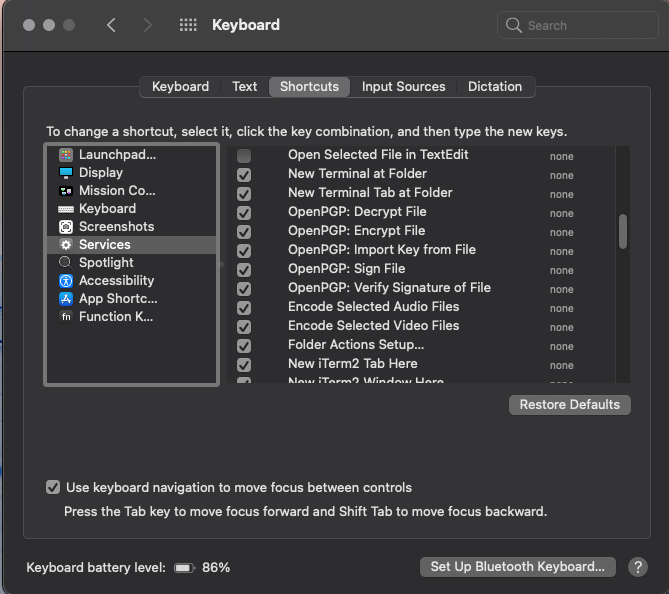 Keyboard
Search
Keyboard Text Shortcuts Input Sources Dictation
To change a shortcut, select it, click the key combination, and then type the new keys.
Launchpad...
Display
Mission Co...
Keyboard
Screenshots
Services
Spotlight
Accessibility
App Shortc...
fn Function K...
Open Selected File in TextEdit none
New Terminal at Folder none
New Terminal Tab at Folder none
OpenPGP: Decrypt File none
OpenPGP: Encrypt File none
OpenPGP: Import Key from File none
OpenPGP: Sign File none
OpenPGP: Verify Signature of File none
Encode Selected Audio Files none
Encode Selected Video Files none
Folder Actions Setup... none
New iTerm2 Tab Here none
New iTerm2 Window Here none
Restore Defaults
Use keyboard navigation to move focus between controls
Press the Tab key to move focus forward and Shift Tab to move focus backward.
Keyboard battery level: 86%
Set Up Bluetooth Keyboard... ?